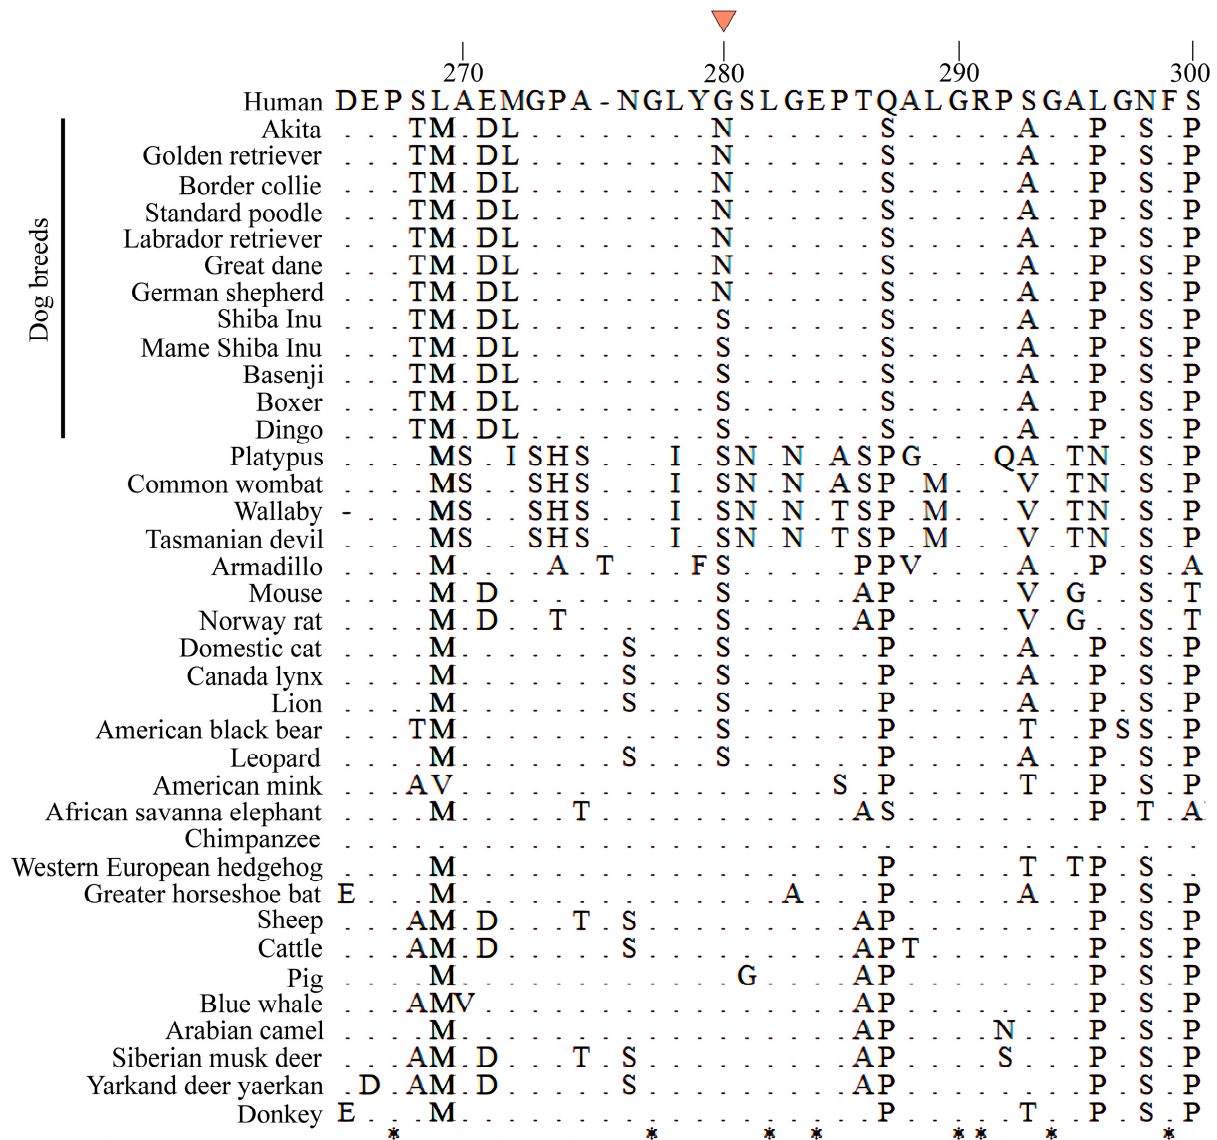 270 280 290 300
Human DEPSLAEMGPA-NGLYGSLGEPTQALGRPSGALGNFS
Dog breeds
Akita ...TM.DL........N......S.....A..P.S.P
Golden retriever ...TM.DL........N......S.....A..P.S.P
Border collie ...TM.DL........N......S.....A..P.S.P
Standard poodle ...TM.DL........N......S.....A..P.S.P
Labrador retriever ...TM.DL........N......S.....A..P.S.P
Great dane ...TM.DL........N......S.....A..P.S.P
German shepherd ...TM.DL........N......S.....A..P.S.P
Shiba Inu ...TM.DL........S......S.....A..P.S.P
Mame Shiba Inu ...TM.DL........S......S.....A..P.S.P
Basenji ...TM.DL........S......S.....A..P.S.P
Boxer ...TM.DL........S......S.....A..P.S.P
Dingo ...TM.DL........S......S.....A..P.S.P
Platypus ....MS.ISHS...I.SN.N.ASPG...QA.TN.S.P
Common wombat ....MS..SHS...I.SN.N.ASP.M...V.TN.S.P
Wallaby -...MS..SHS...I.SN.N.TSP.M...V.TN.S.P
Tasmanian devil ....MS..SHS...I.SN.N.TSP.M...V.TN.S.P
Armadillo ....M....A.T...FS.....PPV....A..P.S.A
Mouse ....M.D.........S.....AP.....V.G..S.T
Norway rat ....M.D..T......S.....AP.....V.G..S.T
Domestic cat ....M.......S...S......P.....A..P.S.P
Canada lynx ....M.......S...S......P.....A..P.S.P
Lion ....M.......S...S......P.....A..P.S.P
American black bear ...TM...........S......P.....T..PSS.P
Leopard ....M.......S...S......P.....A..P.S.P
American mink ...AV................S.P.....T..P.S.P
African savanna elephant ....M.....T...........AS........P.T.A
Chimpanzee .....................................
Western European hedgehog ....M..................P.....T.TP.S..
Greater horseshoe bat E...M..............A...P.....A..P.S.P
Sheep ...AM.D...T.S.........AP........P.S.P
Cattle ...AM.D.....S.........APT.......P.S.P
Pig ....M............G....AP........P.S.P
Blue whale ...AMV................AP........P.S.P
Arabian camel ....M.................AP....N...P.S.P
Siberian musk deer ...AM.D...T.S.........AP....S...P.S.P
Yarkand deer yaerkan .D.AM.D.....S.........AP........P.S.P
Donkey E...M..................P.....T..P.S.P
* * * * * * * *